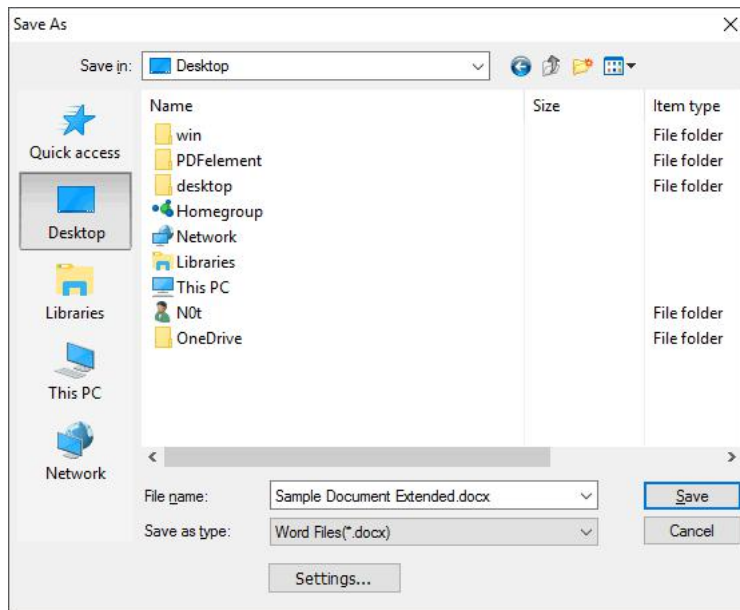 Save As
Save in: Desktop
Quick access
Desktop
Libraries
This PC
Network
Name Size Item type
win File folder
PDFelement File folder
desktop File folder
Homegroup
Network
Libraries
This PC
N0t File folder
OneDrive File folder
File name: Sample Document Extended.docx Save
Save as type: Word Files(*.docx) Cancel
Settings...